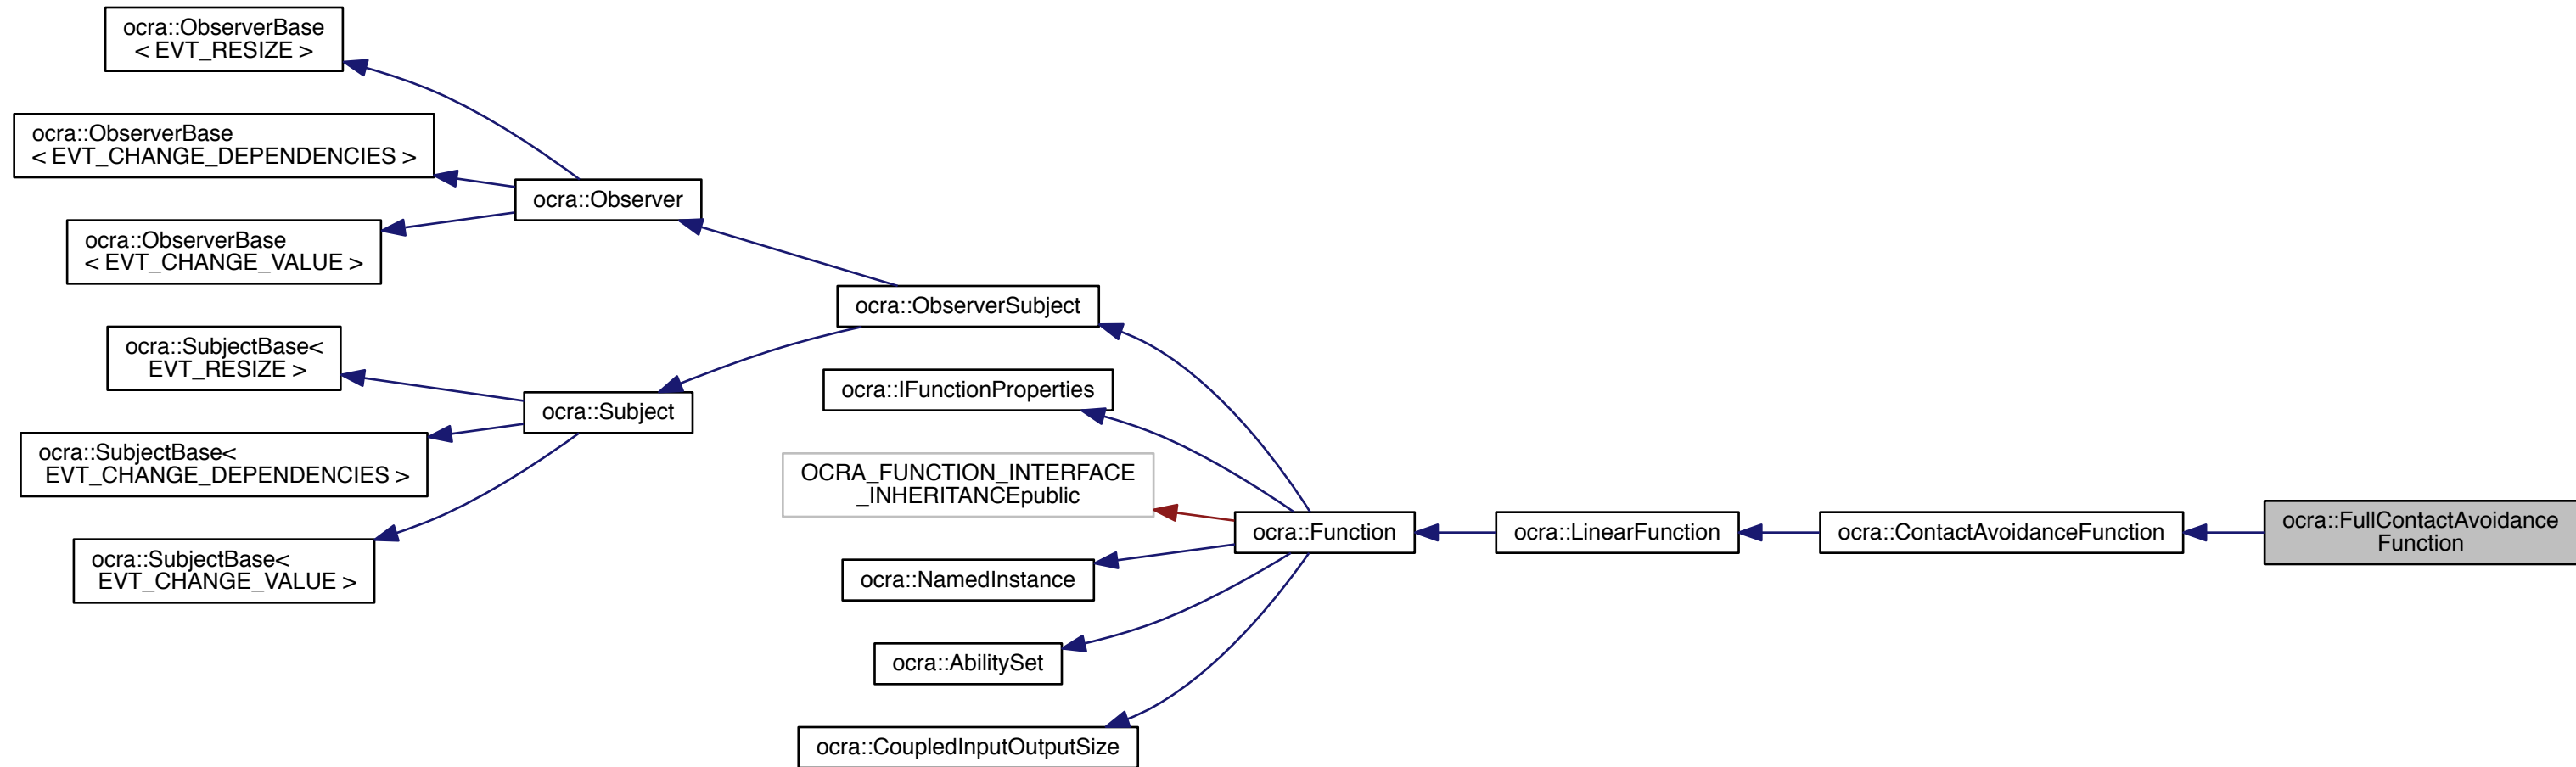 ocra::ObserverBase
< EVT_RESIZE >
ocra::ObserverBase
< EVT_CHANGE_DEPENDENCIES >
ocra::Observer
ocra::ObserverBase
< EVT_CHANGE_VALUE >
ocra::ObserverSubject
ocra::SubjectBase<
EVT_RESIZE >
ocra::IFunctionProperties
ocra::Subject
ocra::SubjectBase<
EVT_CHANGE_DEPENDENCIES >
OCRA_FUNCTION_INTERFACE
_INHERITANCEpublic
ocra::Function
ocra::LinearFunction
ocra::ContactAvoidanceFunction
ocra::FullContactAvoidance
Function
ocra::SubjectBase<
EVT_CHANGE_VALUE >
ocra::NamedInstance
ocra::AbilitySet
ocra::CoupledInputOutputSize